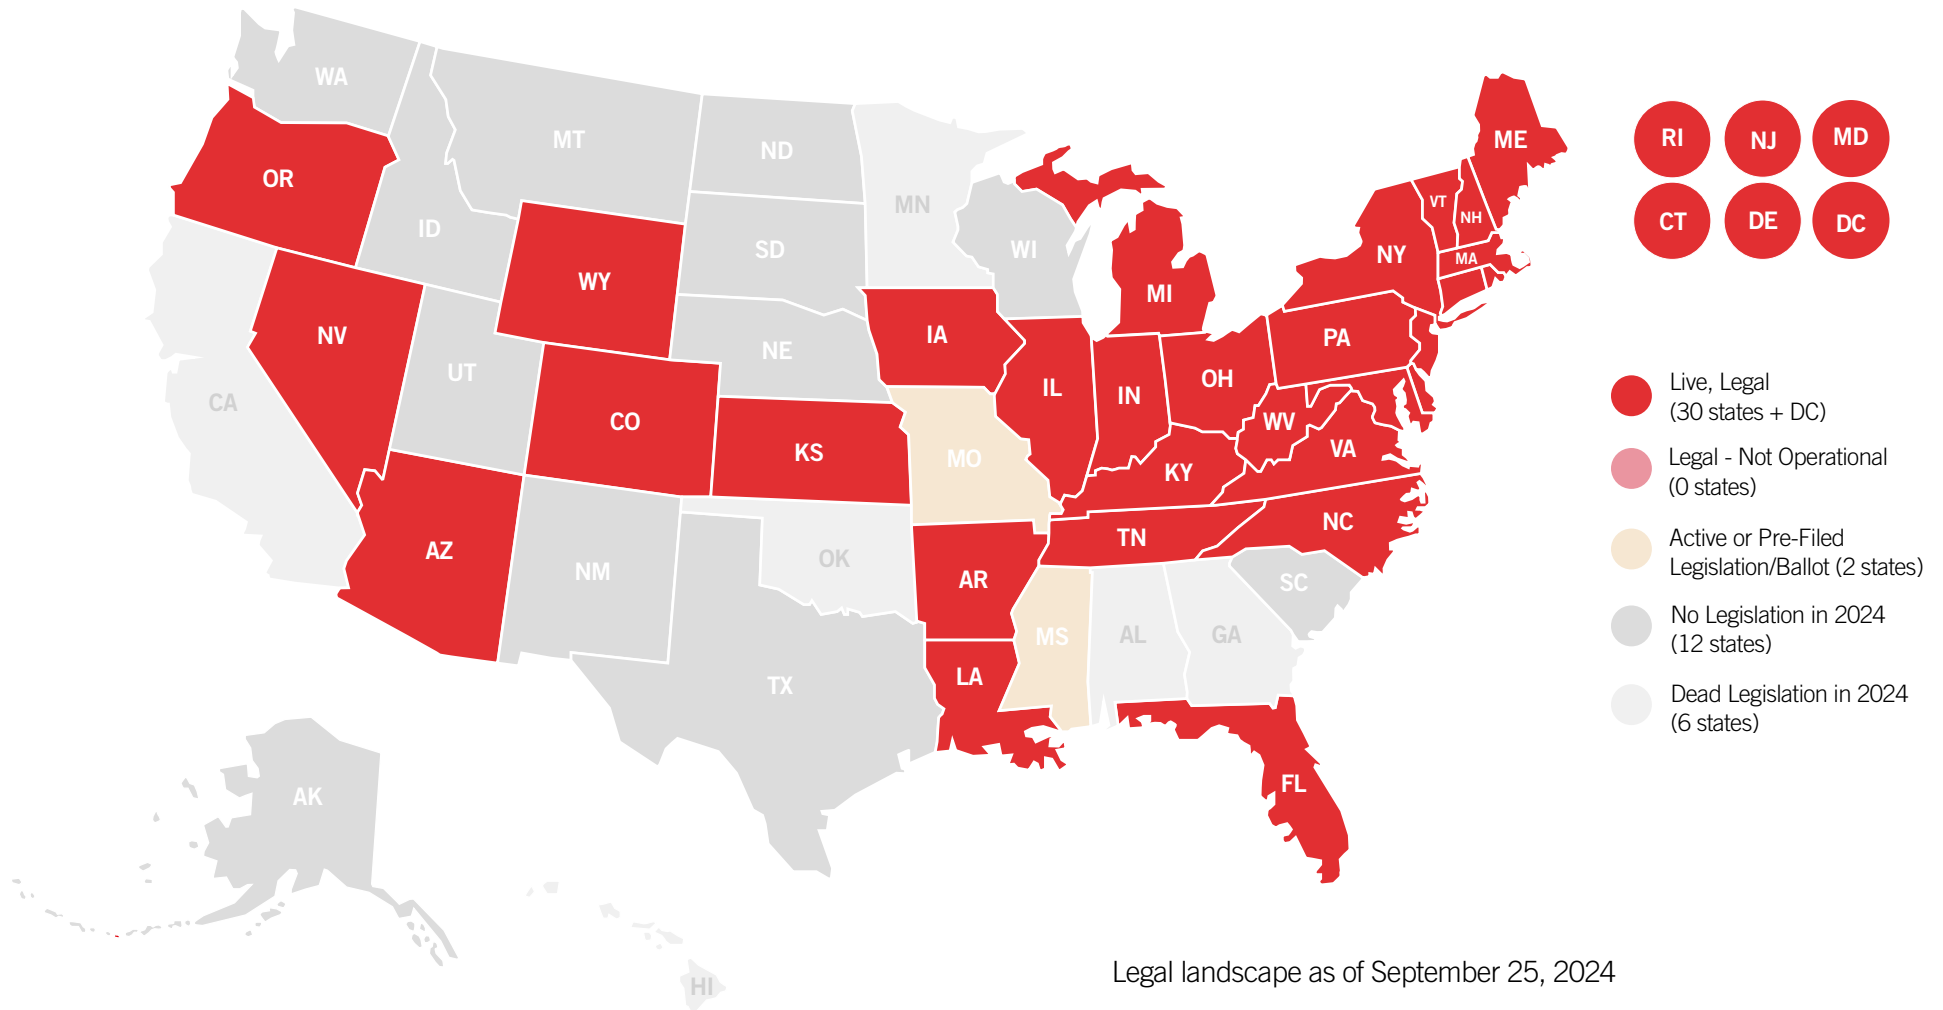 WA
MT
ND
MN
ME
RI
NJ
MD
OR
ID
SD
WI
VT
NH
CT
DE
DC
WY
NY
MA
MI
NV
IA
PA
UT
NE
CA
CO
IL
IN
OH
Live, Legal
(30 states + DC)
KS
MO
WV
VA
KY
Legal - Not Operational
(0 states)
AZ
NM
OK
AR
TN
NC
Active or Pre-Filed
Legislation/Ballot (2 states)
SC
MS
AL
GA
No Legislation in 2024
(12 states)
TX
LA
Dead Legislation in 2024
(6 states)
AK
FL
HI
Legal landscape as of September 25, 2024